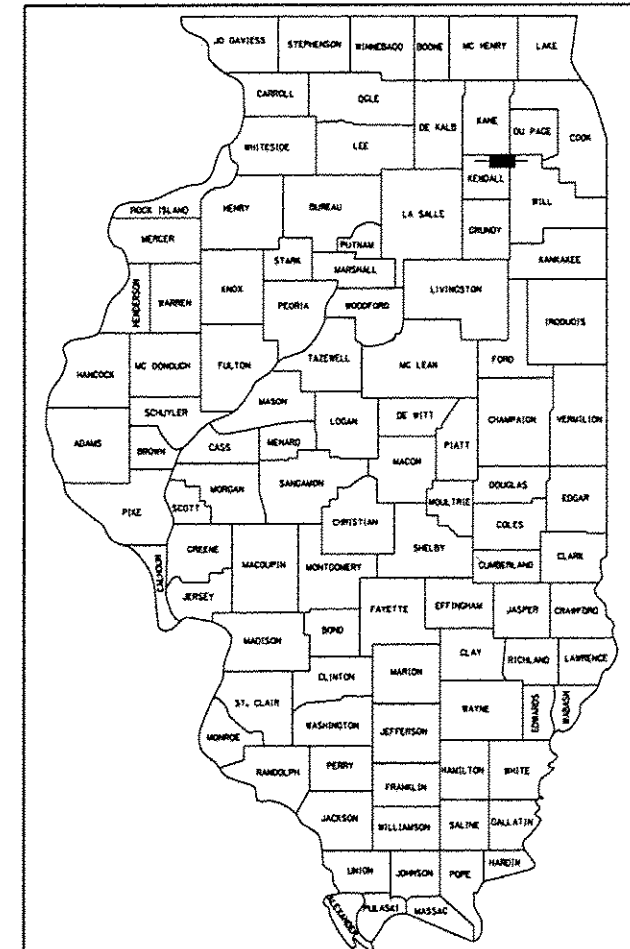 JO DAVIESS STEPHENSON WINNEBAGO BOONE MC HENRY LAKE
CARROLL OGLE DE KALB KANE DU PAGE COOK
WHITESIDE LEE KENDALL WILL
ROCK ISLAND HENRY BUREAU LA SALLE GRUNDY
MERCER PUTNAM KANKAKEE
HENDERSON WARREN KNOX STARK MARSHALL LIVINGSTON IROQUOIS
PEORIA WOODFORD
HANCOCK MC DONOUGH FULTON TAZEWELL MC LEAN FORD
SCHUYLER MASON LOGAN DE WITT CHAMPAION VERMILION
ADAMS BROWN CASS MENARD MACON PIATT
PIKE SCOTT MORGAN SANGAMON CHRISTIAN MOULTRIE DOUGLAS EDGAR
COLES
CALHOUN GREENE MACOUPIN MONTGOMERY SHELBY CUMBERLAND CLARK
JERSEY FAYETTE EFFINGHAM JASPER CRAWFORD
MADISON BOND CLAY RICHLAND LAWRENCE
CLINTON MARION
ST. CLAIR WASHINGTON JEFFERSON WAYNE EDWARDS WABASH
MONROE
RANDOLPH PERRY FRANKLIN HAMILTON WHITE
JACKSON WILLIAMSON SALINE GALLATIN
UNION JOHNSON POPE HARDIN
ALEXANDER PULASKI MASSAC